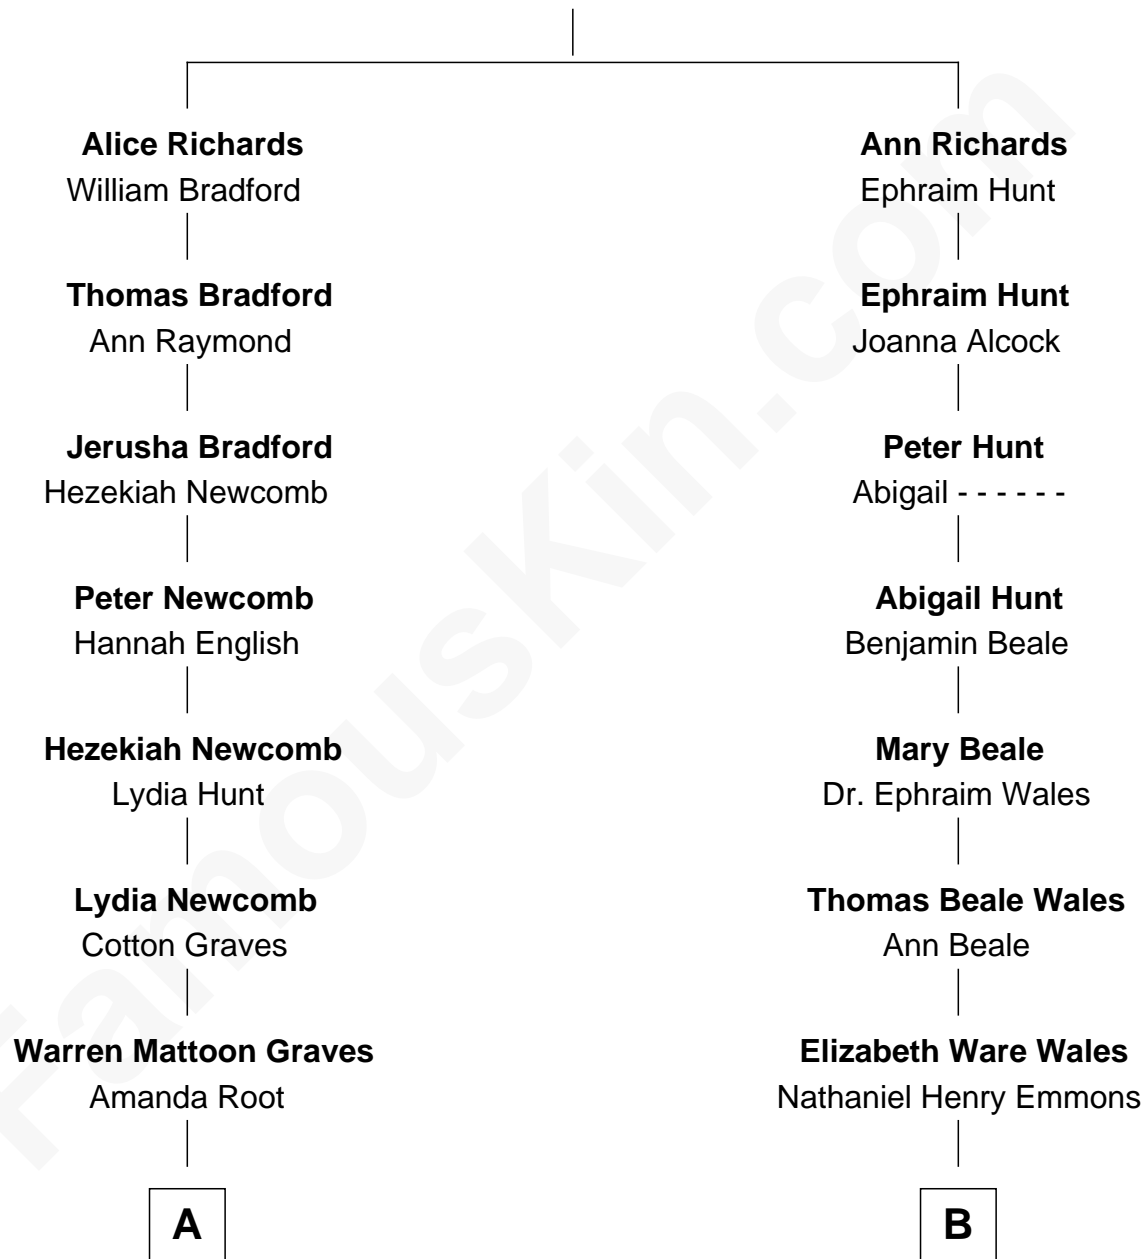 Alice Richards
William Bradford
Thomas Bradford
Ann Raymond
Jerusha Bradford
Hezekiah Newcomb
Peter Newcomb
Hannah English
Hezekiah Newcomb
Lydia Hunt
Lydia Newcomb
Cotton Graves
Warren Mattoon Graves
Amanda Root
A
Ann Richards
Ephraim Hunt
Ephraim Hunt
Joanna Alcock
Peter Hunt
Abigail - - - - - -
Abigail Hunt
Benjamin Beale
Mary Beale
Dr. Ephraim Wales
Thomas Beale Wales
Ann Beale
Elizabeth Ware Wales
Nathaniel Henry Emmons
B
FamousKin.com